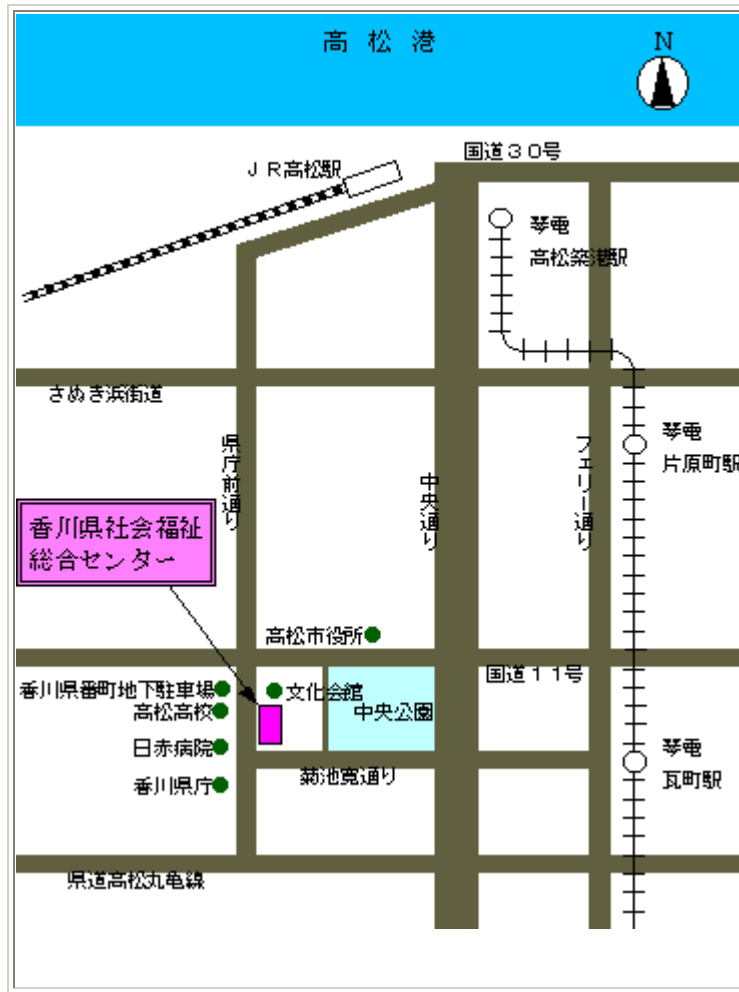 高松港
N
国道30号
JR高松駅
琴電
高松築港駅
さぬき浜街道
琴電
片原町駅
県庁前通り
中央通り
フェリー通り
香川県社会福祉
総合センター
高松市役所
国道11号
香川県番町地下駐車場
文化会館
高松高校
中央公園
日赤病院
琴電
瓦町駅
菊池寛通り
香川県庁
県道高松丸亀線